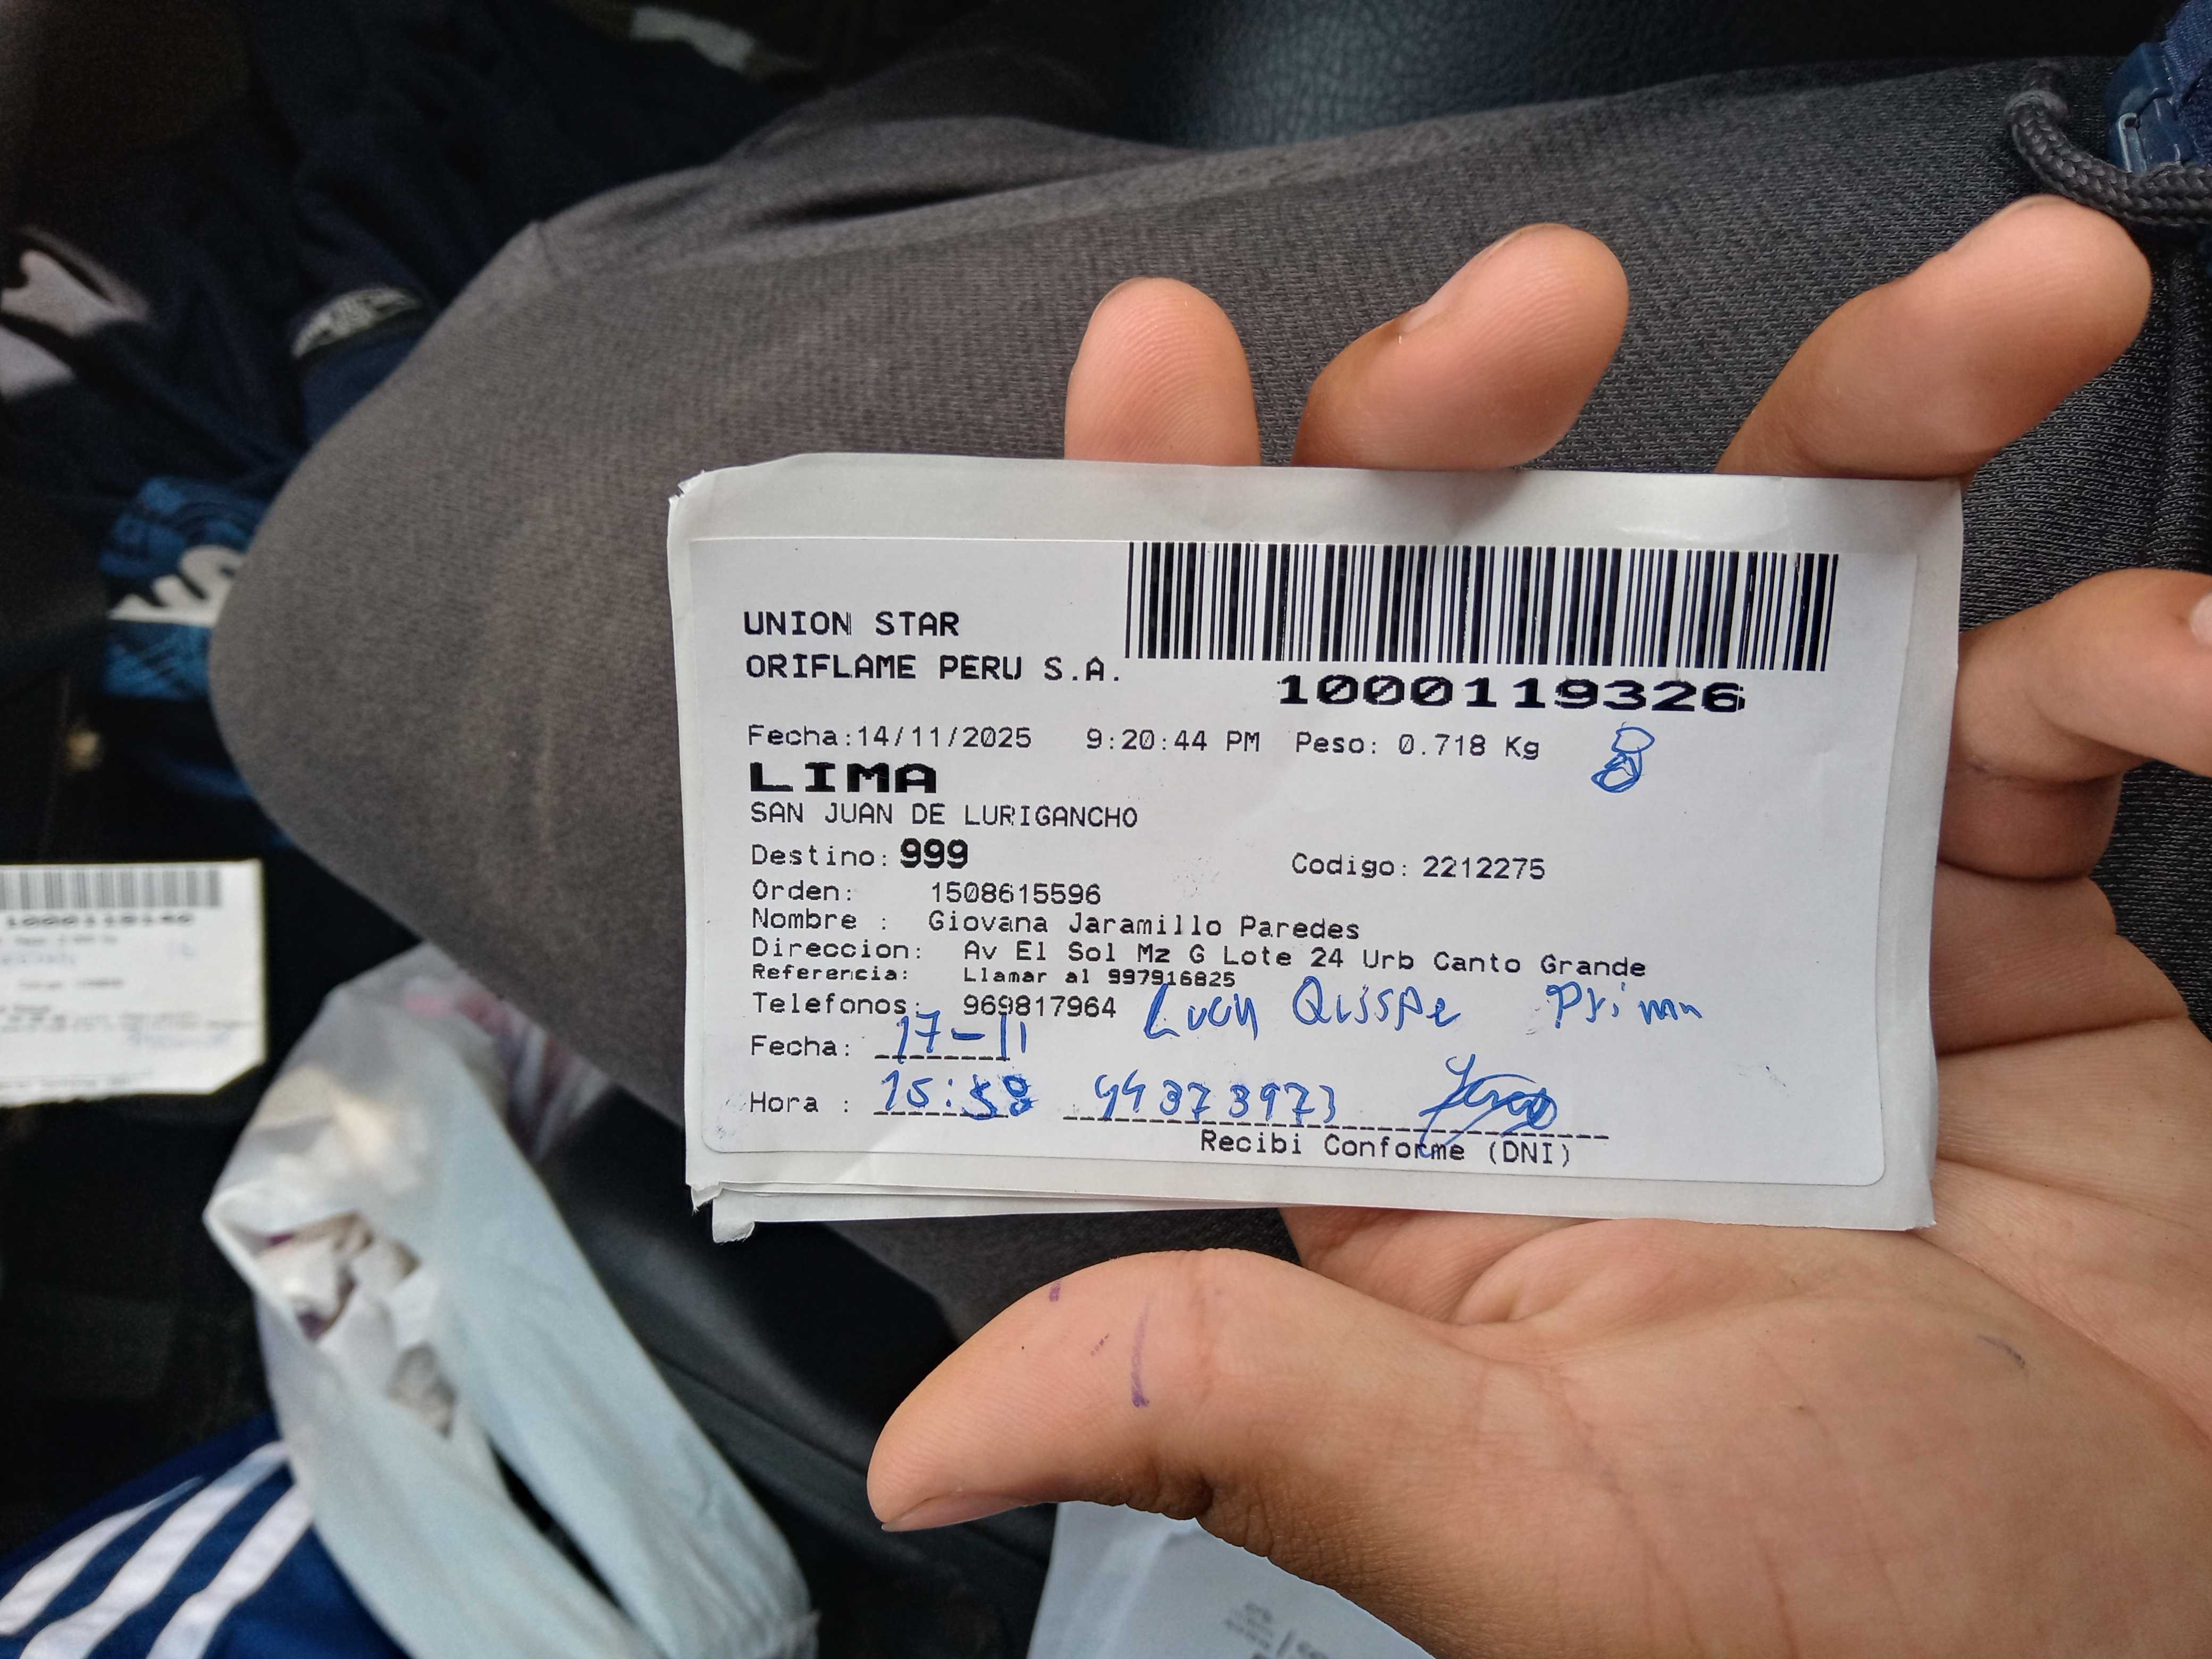 UNION STAR
ORIFLAME PERU S.A.
1000119326
Fecha:14/11/2025 9:20:44 PM Peso: 0.718 Kg
LIMA
SAN JUAN DE LURIGANCHO
Destino: 999 Codigo: 2212275
Orden: 1508615596
Nombre : Giovana Jaramillo Paredes
Direccion: Av El Sol Mz G Lote 24 Urb Canto Grande
Referencia: Llamar al 997916825
Telefonos: 969817964 Qisspe Prima
Fecha: 17-11
Hora : 15:58 44373973
Recibi Conforme (DNI)